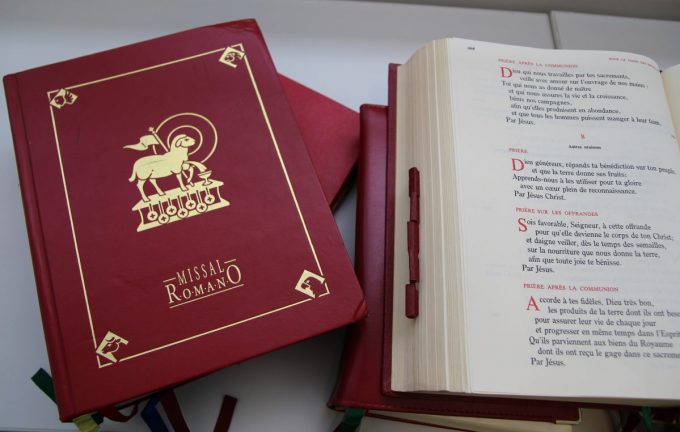 MISSAL
ROMANO
PRIÈRE APRÈS LA COMMUNION
Dieu qui nous travailles par tes sacrements,
veille avec amour sur l'ouvrage de nos mains;
Toi qui nous as donné de naître
et qui nous assures la vie et la croissance,
bénis nos campagnes,
afin qu'elles produisent en abondance,
et que tous les hommes puissent manger à leur faim.
Par Jésus.
B
Autres oraisons
PRIÈRE
Dieu généreux, répands ta bénédiction sur ton peuple,
et que la terre donne ses fruits;
Apprends-nous à les utiliser pour ta gloire
avec un cœur plein de reconnaissance.
Par Jésus Christ.
PRIÈRE SUR LES OFFRANDES
Sois favorable, Seigneur, à cette offrande
pour qu'elle devienne le corps de ton Christ;
et daigne veiller, dès le temps des semailles,
sur la nourriture que nous donne la terre,
afin que toute joie te bénisse.
Par Jésus.
PRIÈRE APRÈS LA COMMUNION
Accorde à tes fidèles, Dieu très bon,
les produits de la terre dont ils ont bes
pour assurer leur vie de chaque jour
et progresser en même temps dans l'Esprit
Qu'ils parviennent aux biens du Royaume
dont ils ont reçu le gage dans ce sacreme
Par Jésus.